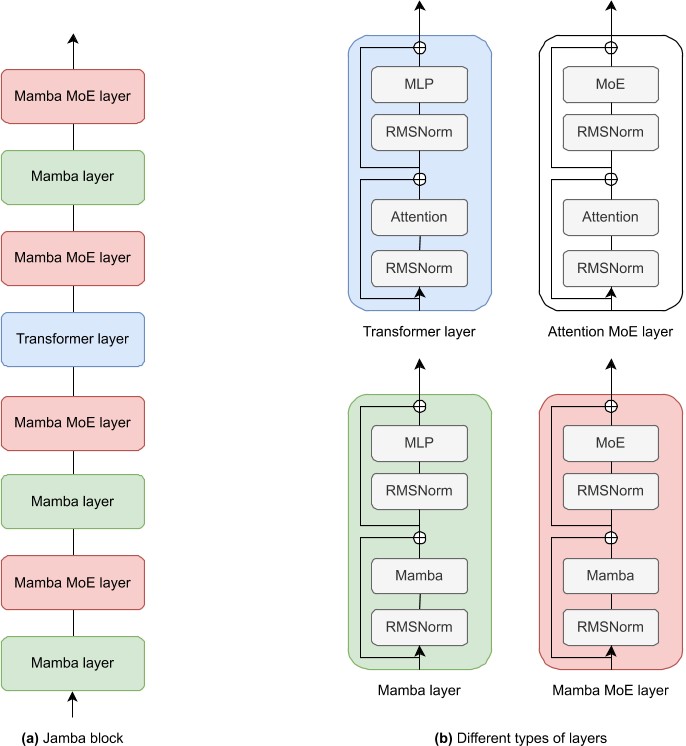 Mamba MoE layer
Mamba layer
Mamba MoE layer
Transformer layer
Mamba MoE layer
Mamba layer
Mamba MoE layer
Mamba layer
(a) Jamba block
MLP
RMSNorm
Attention
RMSNorm
Transformer layer
MoE
RMSNorm
Attention
RMSNorm
Attention MoE layer
MLP
RMSNorm
Mamba
RMSNorm
Mamba layer
MoE
RMSNorm
Mamba
RMSNorm
Mamba MoE layer
(b) Different types of layers